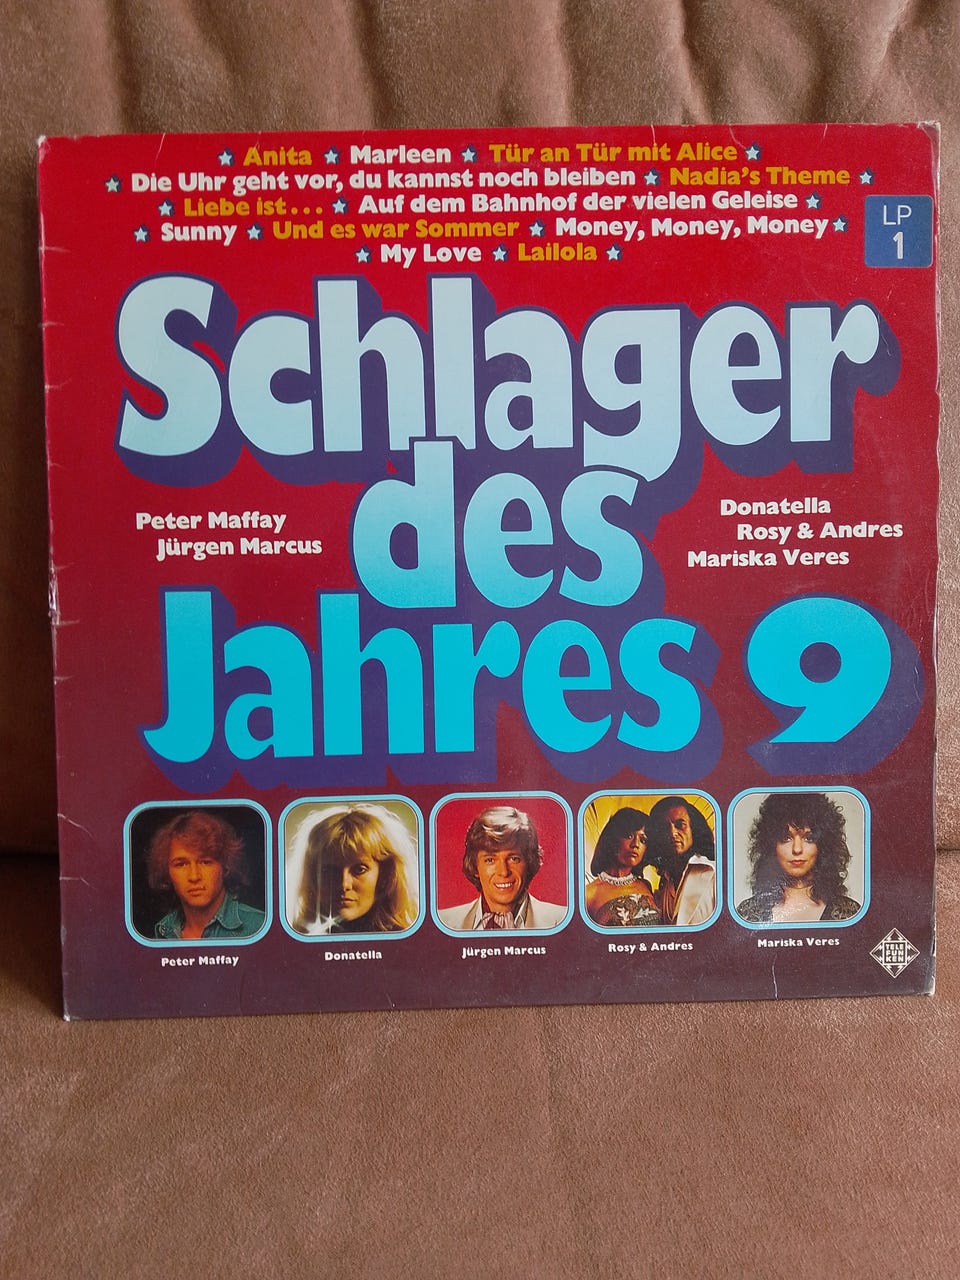 Anita Marleen Tür an Tür mit Alice
Die Uhr geht vor, du kannst noch bleiben Nadia's Theme
Liebe ist... Auf dem Bahnhof der vielen Geleise
Sunny Und es war Sommer Money, Money, Money
My Love Lailola
LP
1
Schlager
des
Jahres 9
Peter Maffay
Jürgen Marcus
Donatella
Rosy & Andres
Mariska Veres
Peter Maffay
Donatella
Jürgen Marcus
Rosy & Andres
Mariska Veres
TELE
FUN
KEN